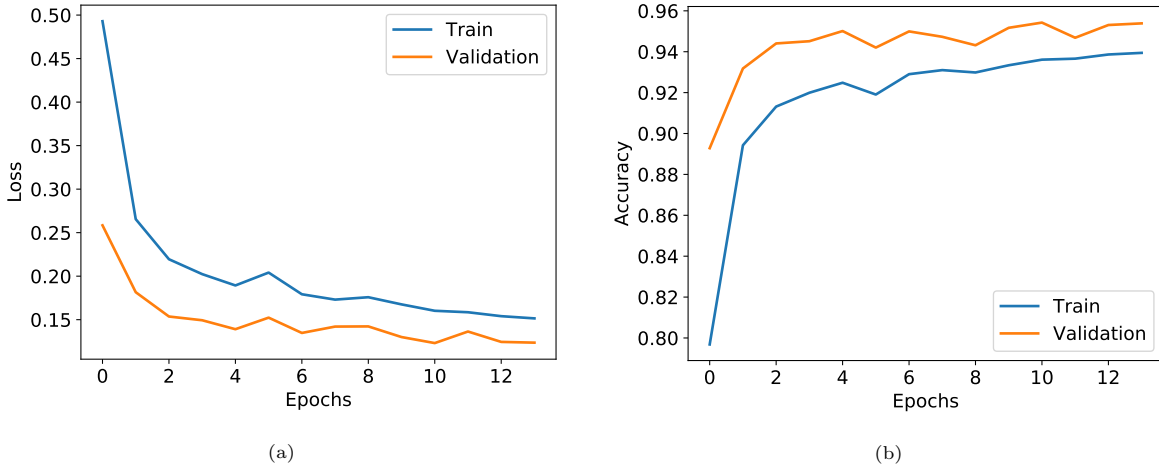 0.50
0.45
0.40
0.35
0.30
0.25
0.20
0.15
Loss
0 2 4 6 8 10 12
Epochs
Train
Validation
(a)
0.96
0.94
0.92
0.90
0.88
0.86
0.84
0.82
0.80
Accuracy
0 2 4 6 8 10 12
Epochs
Train
Validation
(b)